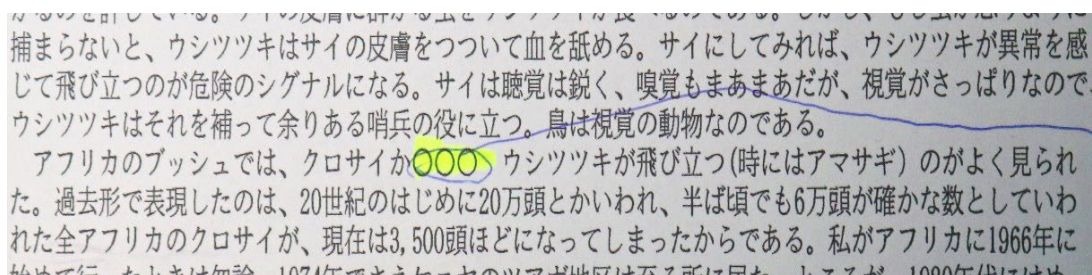 捕まらないと、ウシツツキはサイの皮膚をつついて血を舐める。サイにしてみれば、ウシツツキが異常を感
じて飛び立つのが危険のシグナルになる。サイは聴覚は鋭く、嗅覚もまあまあだが、視覚がさっぱりなので
ウシツツキはそれを補って余りある哨兵の役に立つ。鳥は視覚の動物なのである。
アフリカのブッシュでは、クロサイか○○○ ウシツツキが飛び立つ(時にはアマサギ) のがよく見られ
た。過去形で表現したのは、20世紀のはじめに20万頭とかいわれ、半ば頃でも6万頭が確かな数としていわ
れた全アフリカのクロサイが、現在は3,500頭ほどになってしまったからである。私がアフリカに1966年に